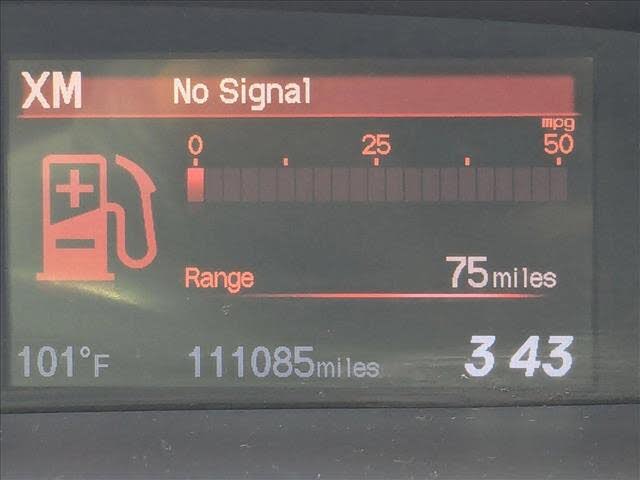 XM No Signal
mpg
0 25 50
Range 75 miles
101°F 111085 miles 3 43